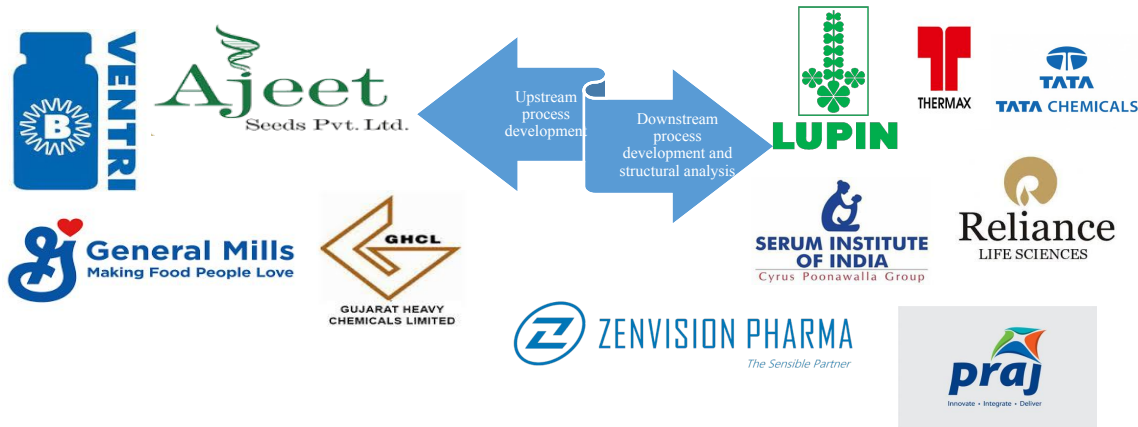 VENTRI
B
Ajeet
Seeds Pvt. Ltd.
Upstream
process
development
Downstream
process
development and
structural analysis
LUPIN
THERMAX
TATA
TATA CHEMICALS
General Mills
Making Food People Love
GHCL
GUJARAT HEAVY
CHEMICALS LIMITED
SERUM INSTITUTE
OF INDIA
Cyrus Poonawalla Group
Reliance
LIFE SCIENCES
Z
ZENVISION PHARMA
The Sensible Partner
praj
Innovate • Integrate • Deliver